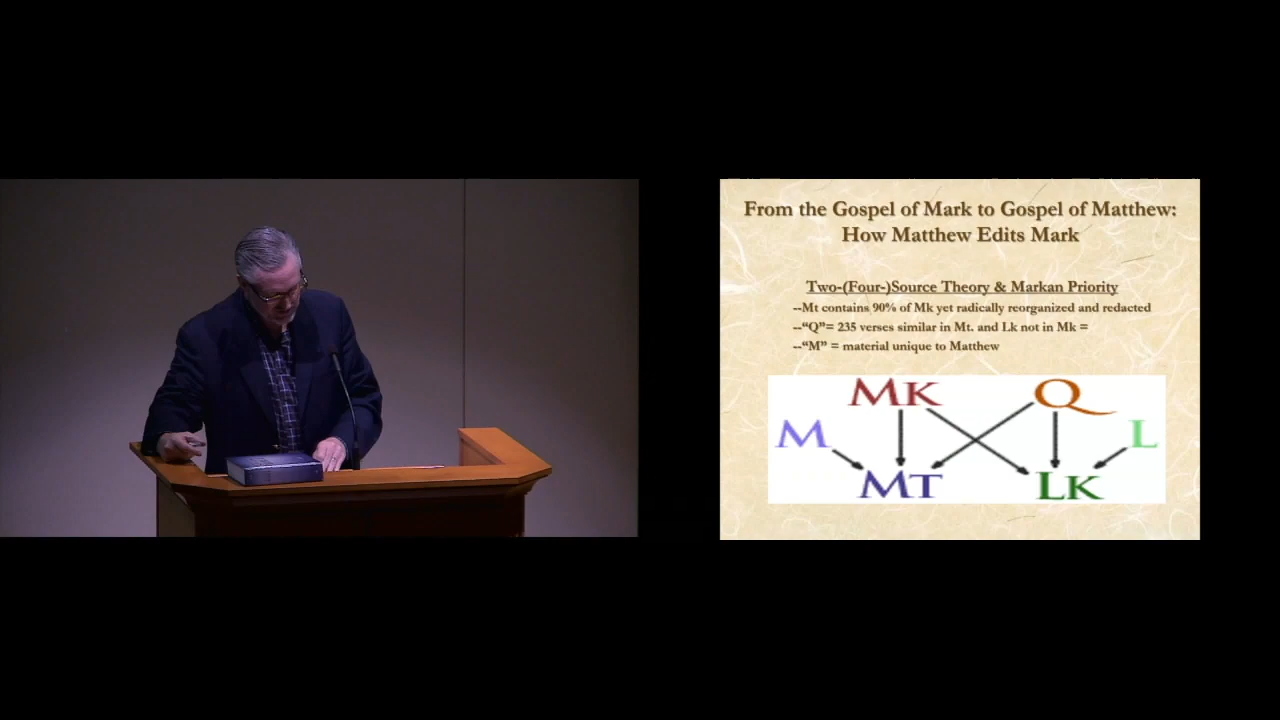 From the Gospel of Mark to Gospel of Matthew:
How Matthew Edits Mark
Two-(Four-)Source Theory & Markan Priority
--Mt contains 90% of Mk yet radically reorganized and redacted
--“Q”= 235 verses similar in Mt. and Lk not in Mk =
--“M” = material unique to Matthew
MK Q
M L
MT LK